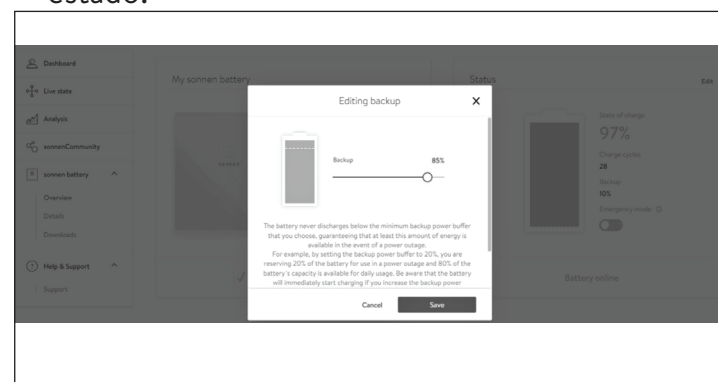 estado.
Dashboard
Live state
Analysis
sonnenCommunity
sonnen battery
Overview
Details
Downloads
Help & Support
Support
My sonnen battery
Status
Edit
State of charge
97%
Charge cycles
28
Backup
10%
Emergency mode
Battery online
Editing backup
X
Backup
85%
The battery never discharges below the minimum backup power buffer
that you choose, guaranteeing that at least this amount of energy is
available in the event of a power outage.
For example, by setting the backup power buffer to 20%, you are
reserving 20% of the battery for use in a power outage and 80% of the
battery's capacity is available for daily usage. Be aware that the battery
will immediately start charging if you increase the backup power
Cancel
Save